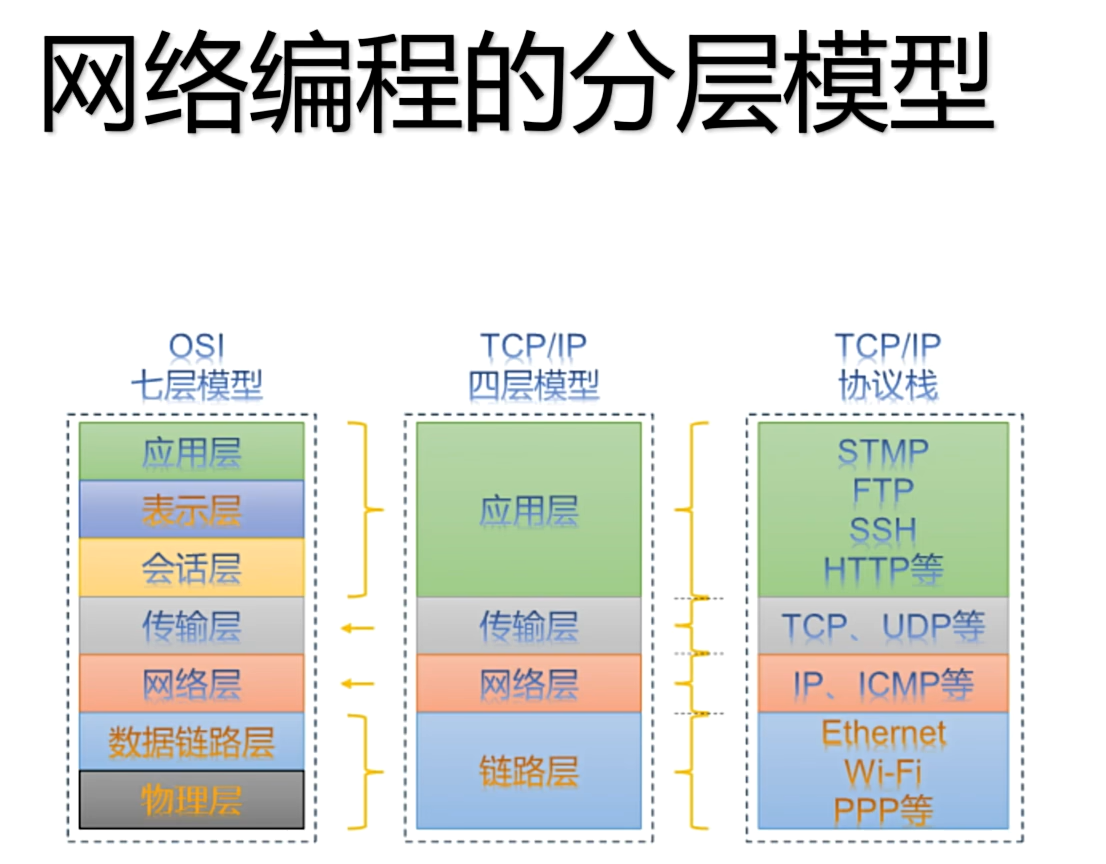 网络编程的分层模型
OSI
七层模型
应用层
表示层
会话层
传输层
网络层
数据链路层
物理层
TCP/IP
四层模型
应用层
传输层
网络层
链路层
TCP/IP
协议栈
STMP
FTP
SSH
HTTP等
TCP、UDP等
IP、ICMP等
Ethernet
Wi-Fi
PPP等